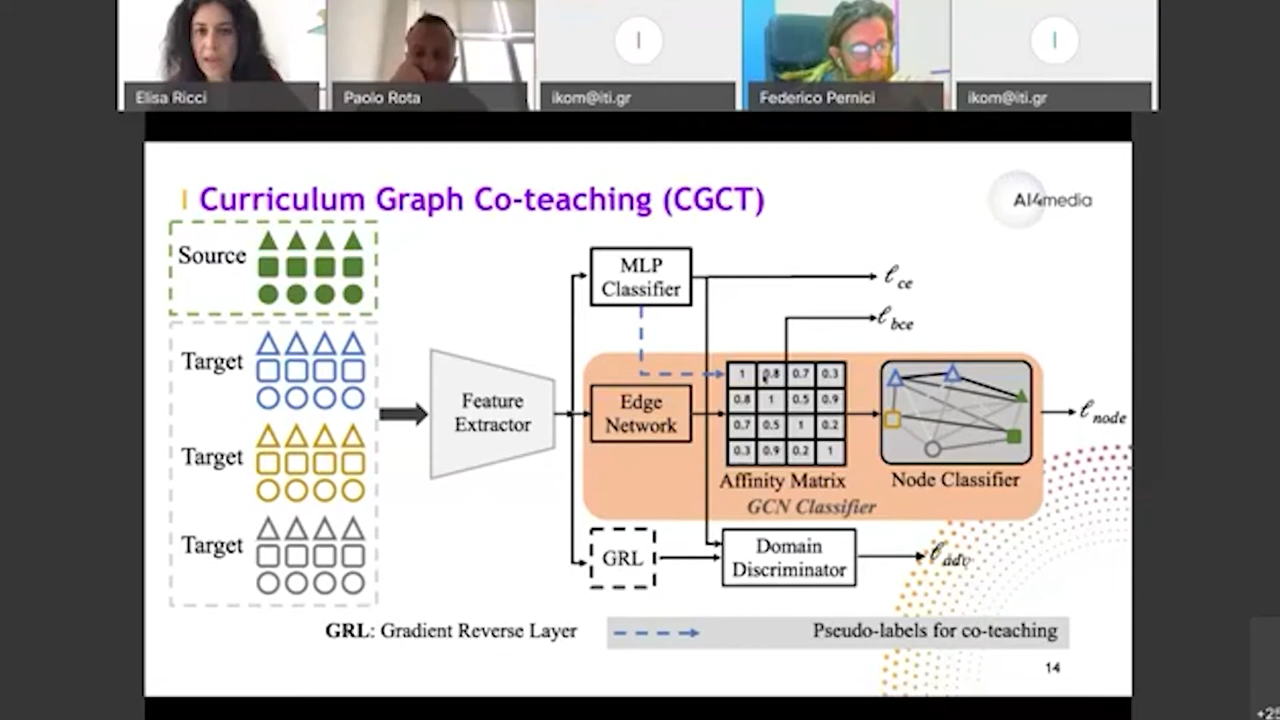 Elisa Ricci
Paolo Rota
I
ikom@iti.gr
Federico Pernici
I
ikom@iti.gr
Curriculum Graph Co-teaching (CGCT)
AI4media
Source
Target
Target
Target
Feature
Extractor
MLP
Classifier
ℓce
ℓbce
Edge
Network
1 0.8 0.7 0.3
0.8 1 0.5 0.9
0.7 0.5 1 0.2
0.3 0.9 0.2 1
Affinity Matrix
Node Classifier
ℓnode
GCN Classifier
GRL
Domain
Discriminator
ℓadv
GRL: Gradient Reverse Layer
Pseudo-labels for co-teaching
14